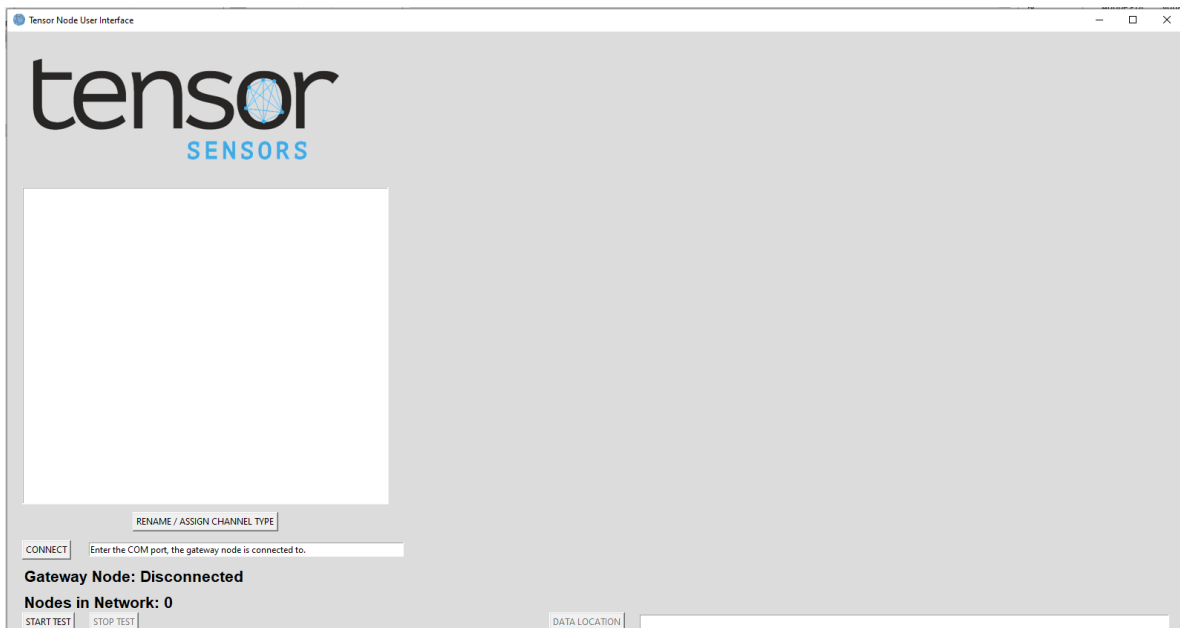 Tensor Node User Interface
tensor
SENSORS
RENAME / ASSIGN CHANNEL TYPE
CONNECT Enter the COM port, the gateway node is connected to.
Gateway Node: Disconnected
Nodes in Network: 0
START TEST STOP TEST DATA LOCATION